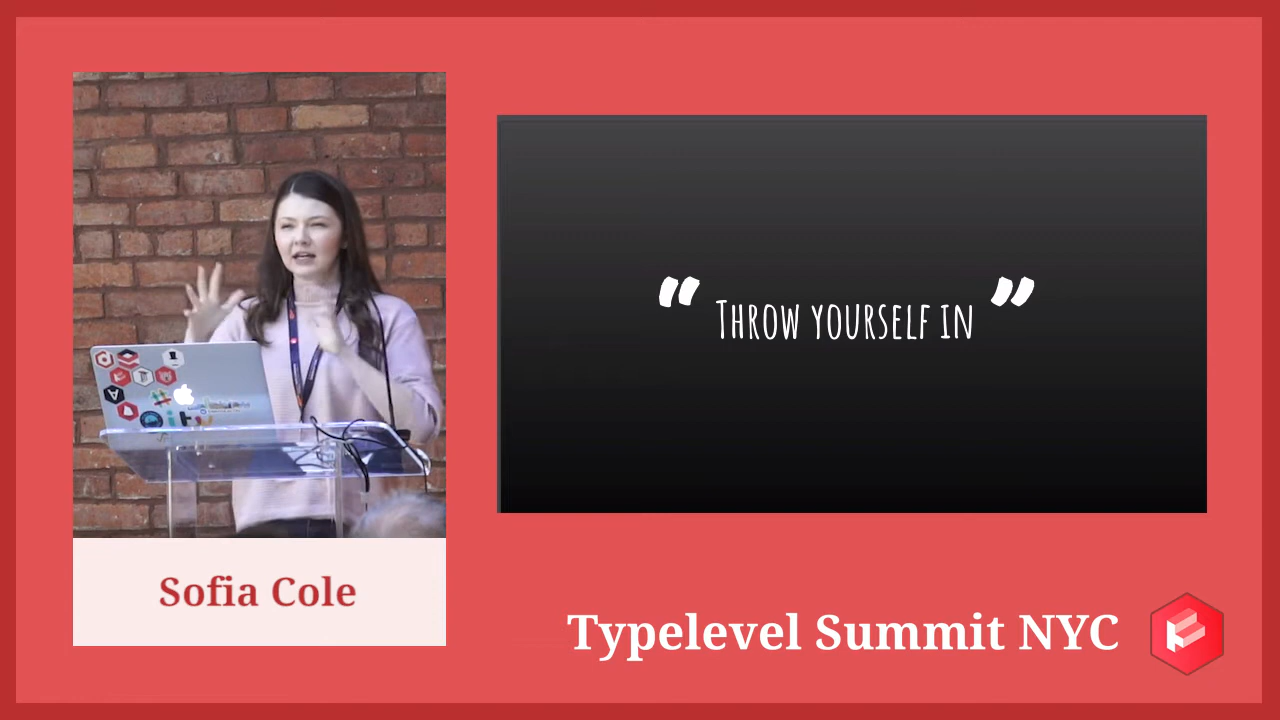 “ Throw yourself in ”
Sofia Cole
Typelevel Summit NYC